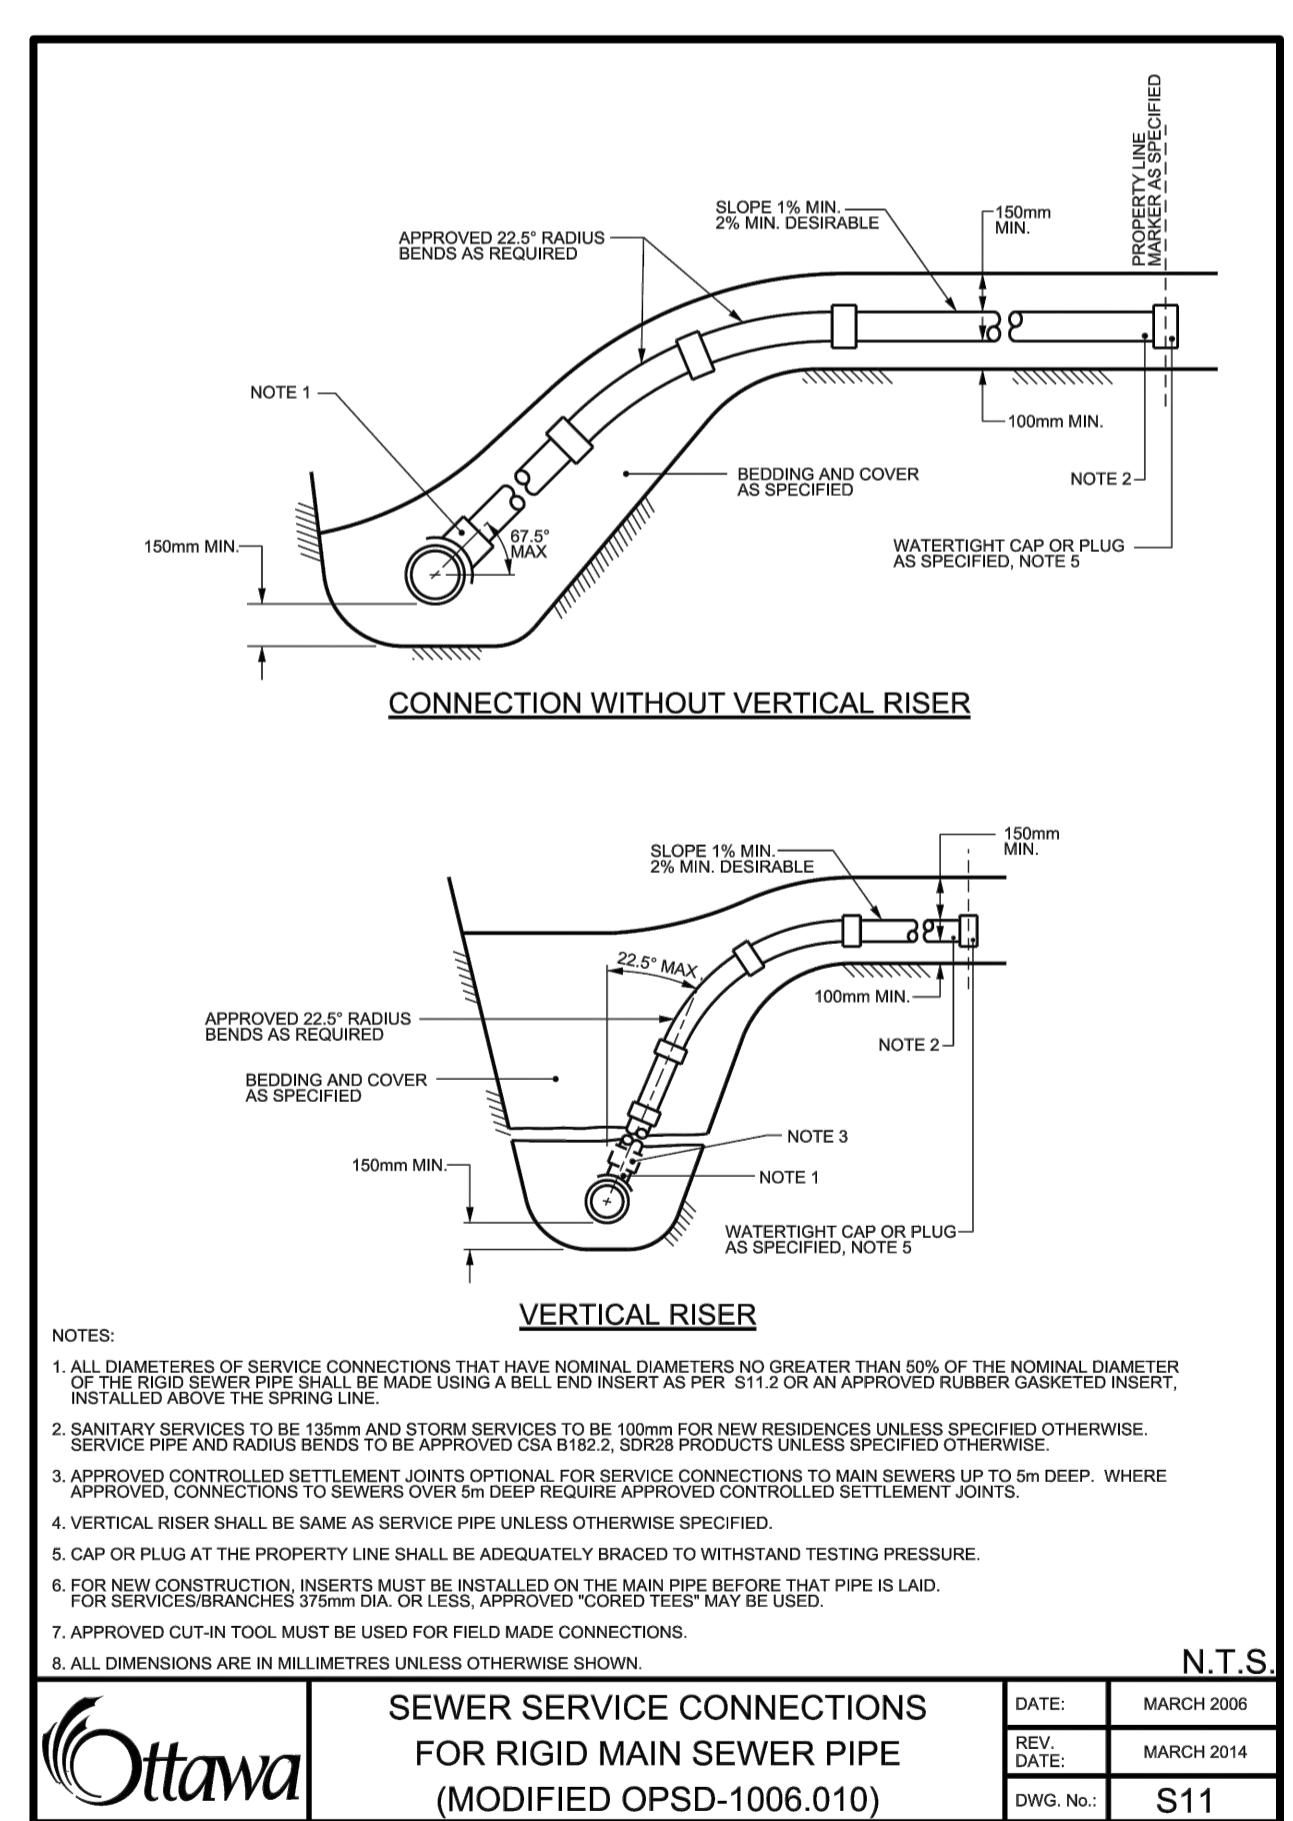 PROPERTY LINE
MARKER AS SPECIFIED
SLOPE 1% MIN.
2% MIN. DESIRABLE
150mm
MIN.
APPROVED 22.5° RADIUS
BENDS AS REQUIRED
NOTE 1
100mm MIN.
BEDDING AND COVER
AS SPECIFIED
NOTE 2
67.5°
MAX
150mm MIN.
WATERTIGHT CAP OR PLUG
AS SPECIFIED, NOTE 5
CONNECTION WITHOUT VERTICAL RISER
150mm
MIN.
SLOPE 1% MIN.
2% MIN. DESIRABLE
22.5° MAX.
100mm MIN.
APPROVED 22.5° RADIUS
BENDS AS REQUIRED
NOTE 2
BEDDING AND COVER
AS SPECIFIED
NOTE 3
150mm MIN.
NOTE 1
WATERTIGHT CAP OR PLUG
AS SPECIFIED, NOTE 5
VERTICAL RISER
NOTES:
1. ALL DIAMETERES OF SERVICE CONNECTIONS THAT HAVE NOMINAL DIAMETERS NO GREATER THAN 50% OF THE NOMINAL DIAMETER
OF THE RIGID SEWER PIPE SHALL BE MADE USING A BELL END INSERT AS PER S11.2 OR AN APPROVED RUBBER GASKETED INSERT,
INSTALLED ABOVE THE SPRING LINE.
2. SANITARY SERVICES TO BE 135mm AND STORM SERVICES TO BE 100mm FOR NEW RESIDENCES UNLESS SPECIFIED OTHERWISE.
SERVICE PIPE AND RADIUS BENDS TO BE APPROVED CSA B182.2, SDR28 PRODUCTS UNLESS SPECIFIED OTHERWISE.
3. APPROVED CONTROLLED SETTLEMENT JOINTS OPTIONAL FOR SERVICE CONNECTIONS TO MAIN SEWERS UP TO 5m DEEP. WHERE
APPROVED, CONNECTIONS TO SEWERS OVER 5m DEEP REQUIRE APPROVED CONTROLLED SETTLEMENT JOINTS.
4. VERTICAL RISER SHALL BE SAME AS SERVICE PIPE UNLESS OTHERWISE SPECIFIED.
5. CAP OR PLUG AT THE PROPERTY LINE SHALL BE ADEQUATELY BRACED TO WITHSTAND TESTING PRESSURE.
6. FOR NEW CONSTRUCTION, INSERTS MUST BE INSTALLED ON THE MAIN PIPE BEFORE THAT PIPE IS LAID.
FOR SERVICES/BRANCHES 375mm DIA. OR LESS, APPROVED "CORED TEES" MAY BE USED.
7. APPROVED CUT-IN TOOL MUST BE USED FOR FIELD MADE CONNECTIONS.
8. ALL DIMENSIONS ARE IN MILLIMETRES UNLESS OTHERWISE SHOWN.
N.T.S.
Ottawa
SEWER SERVICE CONNECTIONS
FOR RIGID MAIN SEWER PIPE
(MODIFIED OPSD-1006.010)
DATE: MARCH 2006
REV.
DATE: MARCH 2014
DWG. No.: S11